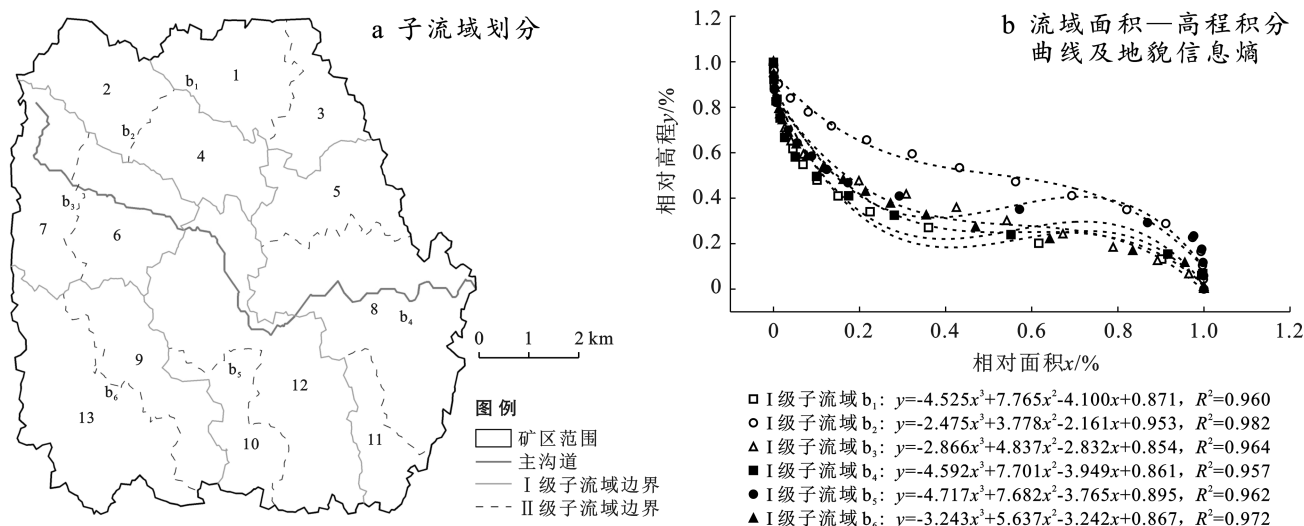 a 子流域划分
1
2
b₁
3
b₂
4
5
b₃
7
6
8
b₄
9
b₅
b₆
12
13
10
11
0 1 2 km
图例
矿区范围
主沟道
Ⅰ级子流域边界
Ⅱ级子流域边界
b 流域面积—高程积分
曲线及地貌信息熵
相对高程y/%
1.2
1.0
0.8
0.6
0.4
0.2
0
0 0.2 0.4 0.6 0.8 1.0 1.2
相对面积x/%
Ⅰ级子流域b₁: y=-4.525x³+7.765x²-4.100x+0.871, R²=0.960
Ⅰ级子流域b₂: y=-2.475x³+3.778x²-2.161x+0.953, R²=0.982
Ⅰ级子流域b₃: y=-2.866x³+4.837x²-2.832x+0.854, R²=0.964
Ⅰ级子流域b₄: y=-4.592x³+7.701x²-3.949x+0.861, R²=0.957
Ⅰ级子流域b₅: y=-4.717x³+7.682x²-3.765x+0.895, R²=0.962
Ⅰ级子流域b₆: y=-3.243x³+5.637x²-3.242x+0.867, R²=0.972